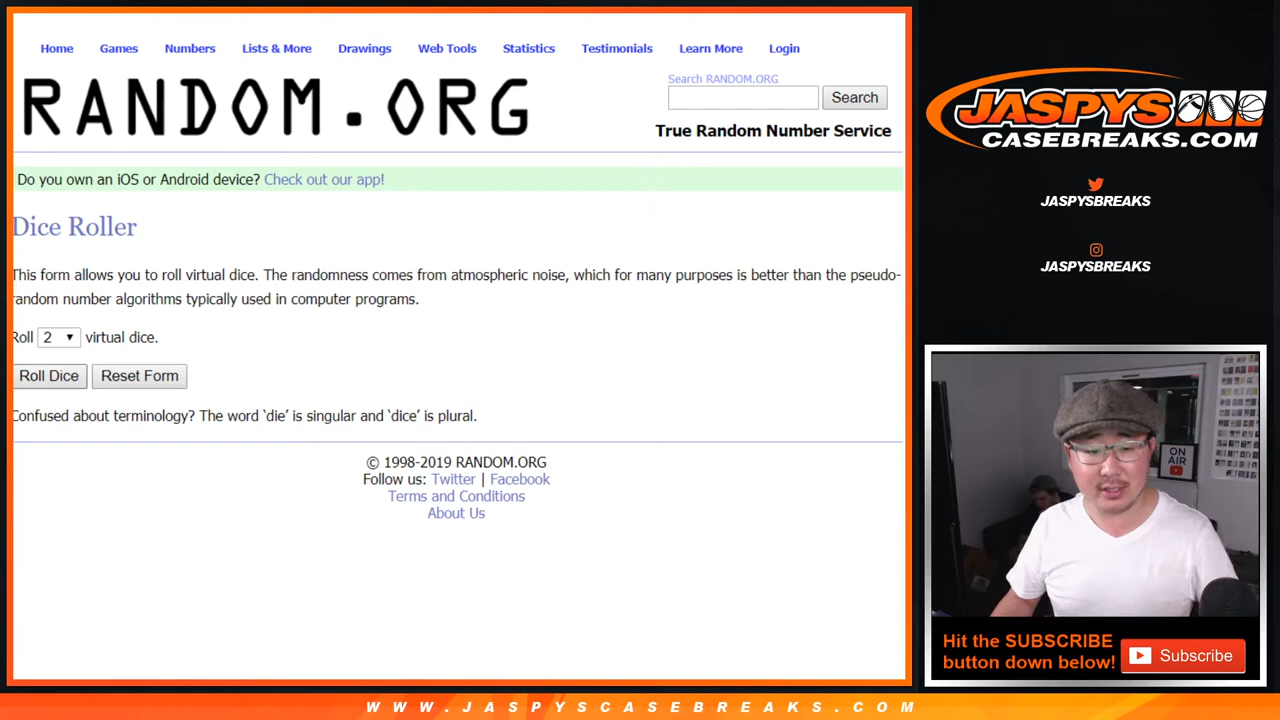 Home Games Numbers Lists & More Drawings Web Tools Statistics Testimonials Learn More Login
RANDOM.ORG
Search RANDOM.ORG
Search
True Random Number Service
Do you own an iOS or Android device? Check out our app!
Dice Roller
This form allows you to roll virtual dice. The randomness comes from atmospheric noise, which for many purposes is better than the pseudo-
random number algorithms typically used in computer programs.
Roll 2 virtual dice.
Roll Dice Reset Form
Confused about terminology? The word ‘die’ is singular and ‘dice’ is plural.
© 1998-2019 RANDOM.ORG
Follow us: Twitter | Facebook
Terms and Conditions
About Us
JASPYS
CASEBREAKS.COM
JASPYSBREAKS
JASPYSBREAKS
ON
AIR
Hit the SUBSCRIBE
button down below!
Subscribe
WWW.JASPYSCASEBREAKS.COM